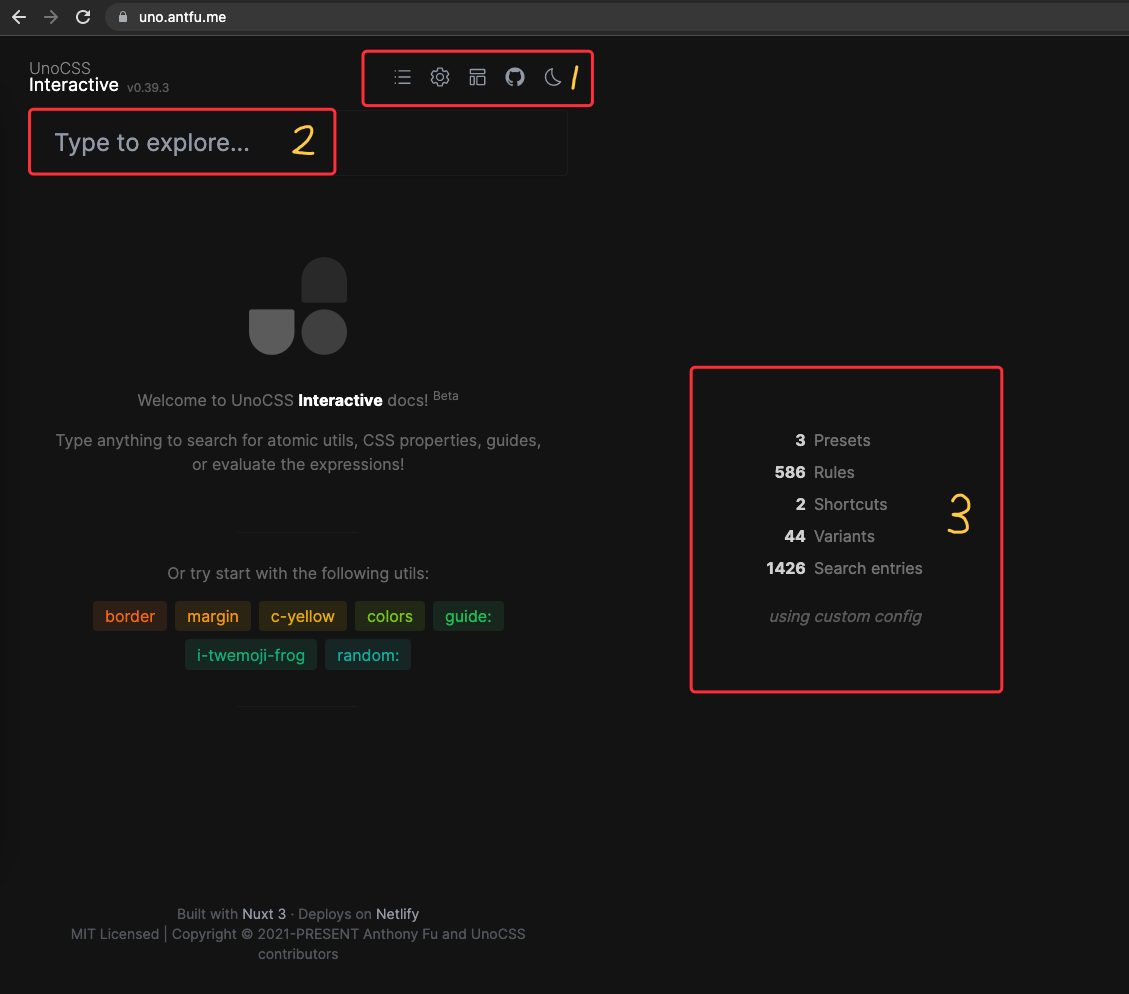 uno.antfu.me
UnoCSS
Interactive v0.39.3
1
Type to explore...
2
Welcome to UnoCSS Interactive docs! Beta
Type anything to search for atomic utils, CSS properties, guides,
or evaluate the expressions!
Or try start with the following utils:
border margin c-yellow colors guide:
i-twemoji-frog random:
3 Presets
586 Rules
2 Shortcuts
44 Variants
1426 Search entries
using custom config
3
Built with Nuxt 3 · Deploys on Netlify
MIT Licensed | Copyright © 2021-PRESENT Anthony Fu and UnoCSS
contributors